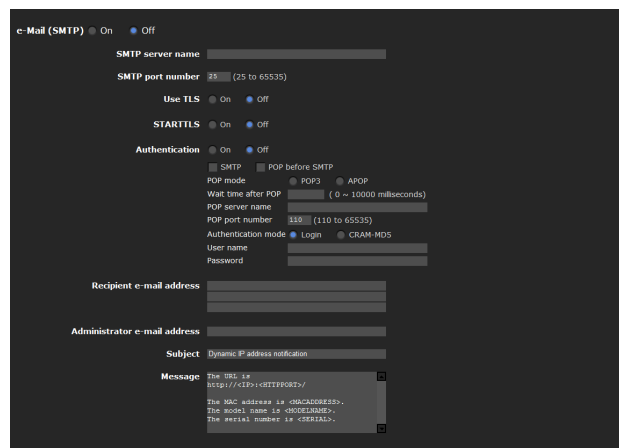 e-Mail (SMTP) On Off
SMTP server name
SMTP port number 25 (25 to 65535)
Use TLS On Off
STARTTLS On Off
Authentication On Off
SMTP POP before SMTP
POP mode POP3 APOP
Wait time after POP ( 0 ~ 10000 milliseconds)
POP server name
POP port number 110 (110 to 65535)
Authentication mode Login CRAM-MD5
User name
Password
Recipient e-mail address
Administrator e-mail address
Subject Dynamic IP address notification
Message The URL is
http://<IP>:<HTTPPORT>/
The MAC address is <MACADDRESS>.
The model name is <MODELNAME>.
The serial number is <SERIAL>.